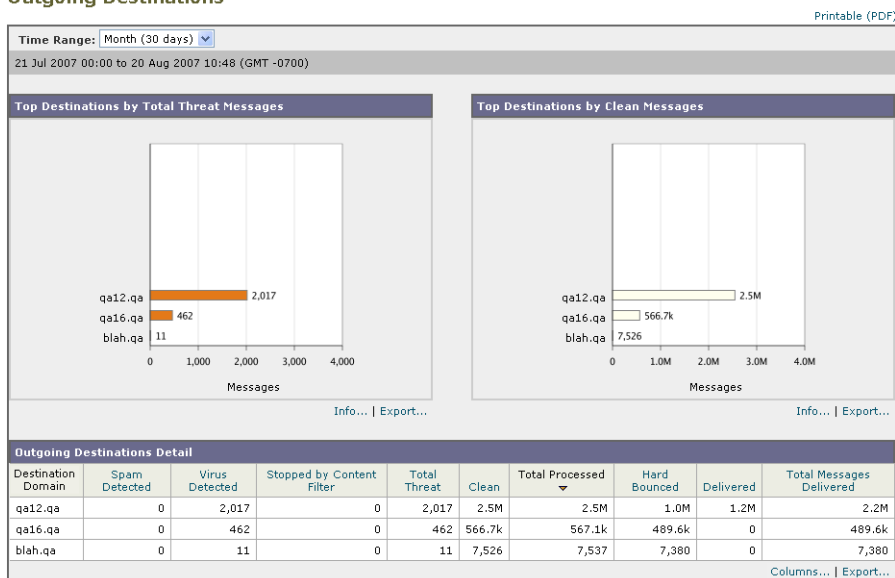 Outgoing Destinations
Printable (PDF)
Time Range: Month (30 days)
21 Jul 2007 00:00 to 20 Aug 2007 10:48 (GMT -0700)
Top Destinations by Total Threat Messages
qa12.qa 2,017
qa16.qa 462
blah.qa 11
0 1,000 2,000 3,000 4,000
Messages
Info... | Export...
Top Destinations by Clean Messages
qa12.qa 2.5M
qa16.qa 566.7k
blah.qa 7,526
0 1.0M 2.0M 3.0M 4.0M
Messages
Info... | Export...
Outgoing Destinations Detail
Destination Domain Spam Detected Virus Detected Stopped by Content Filter Total Threat Clean Total Processed Hard Bounced Delivered Total Messages Delivered
qa12.qa 0 2,017 0 2,017 2.5M 2.5M 1.0M 1.2M 2.2M
qa16.qa 0 462 0 462 566.7k 567.1k 489.6k 0 489.6k
blah.qa 0 11 0 11 7,526 7,537 7,380 0 7,380
Columns... | Export...